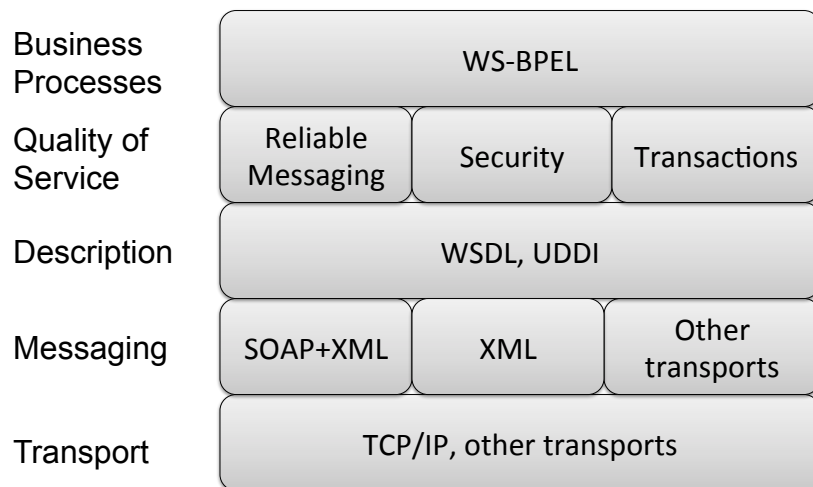 Business
Processes
WS-BPEL
Quality of
Service
Reliable
Messaging
Security
Transactions
Description
WSDL, UDDI
Messaging
SOAP+XML
XML
Other
transports
Transport
TCP/IP, other transports